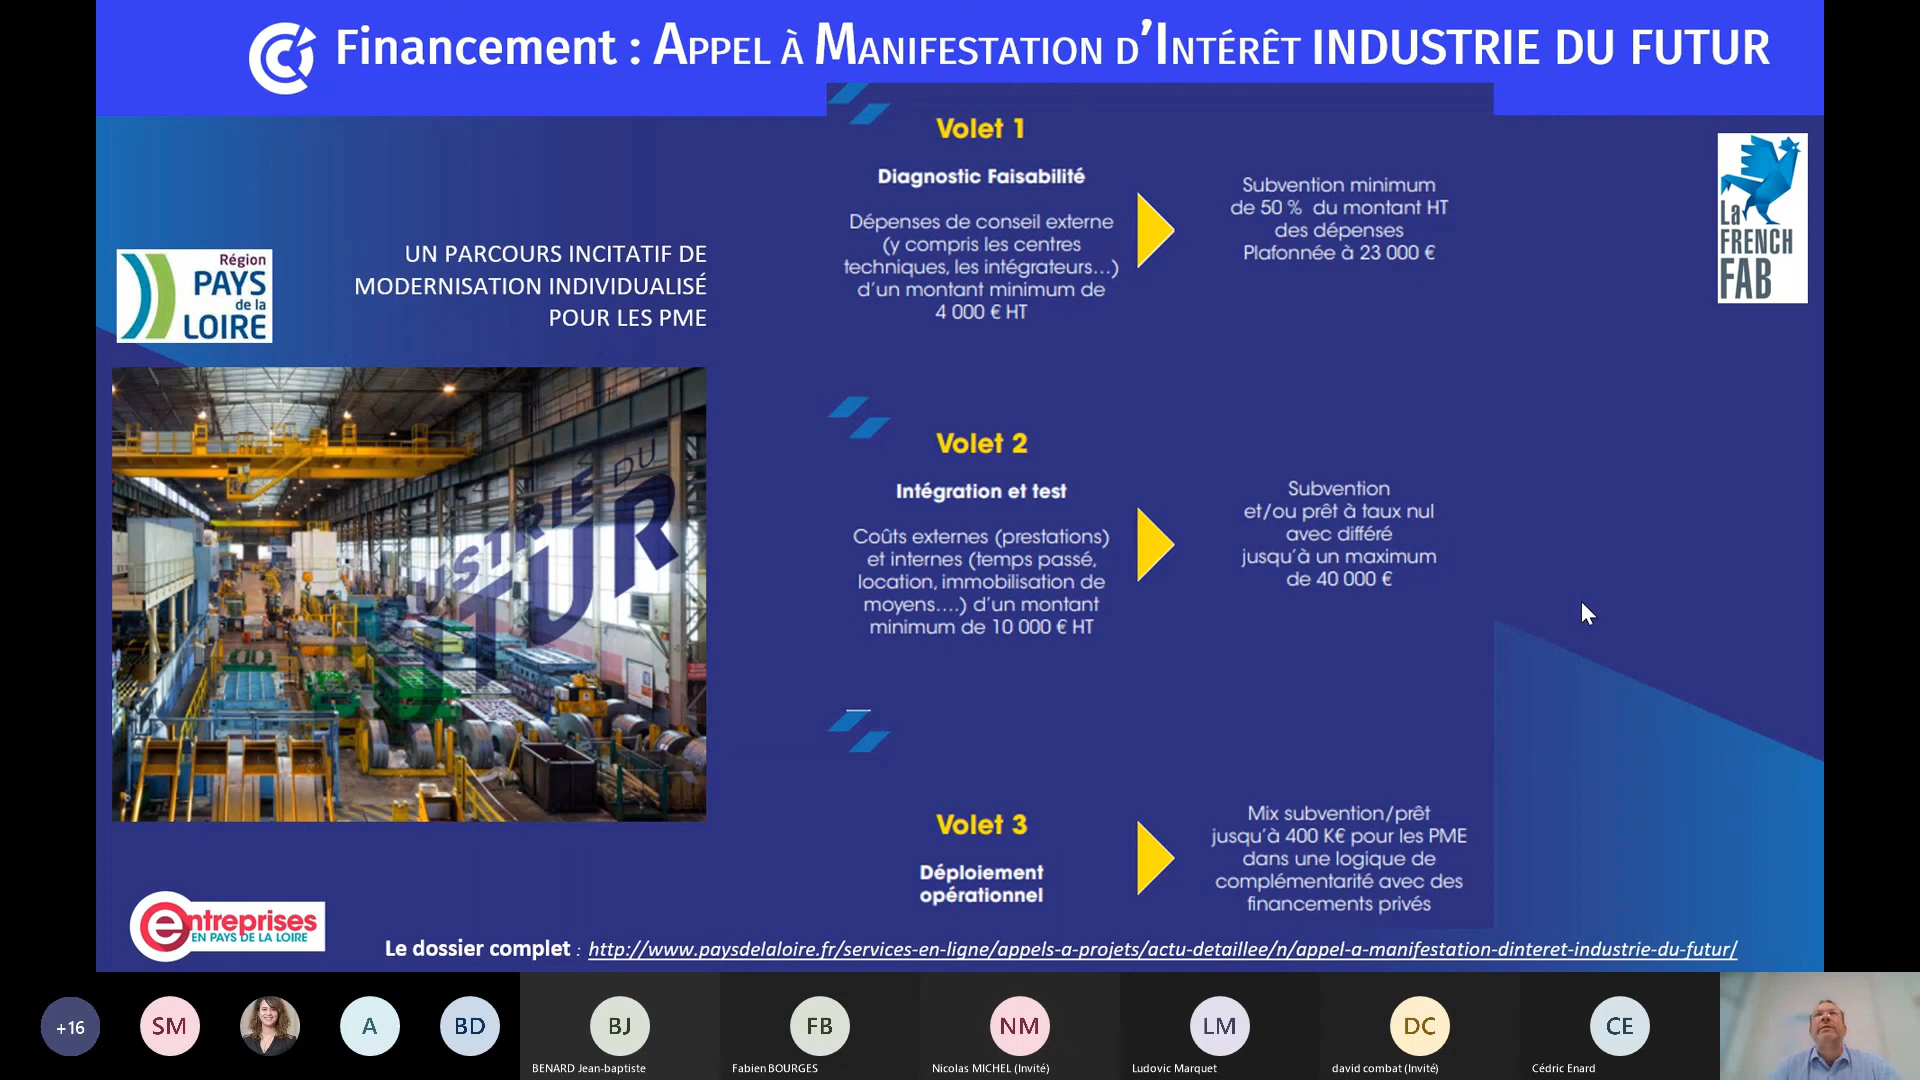 Financement : APPEL À MANIFESTATION D'INTÉRÊT INDUSTRIE DU FUTUR
Région
PAYS
de la
LOIRE
UN PARCOURS INCITATIF DE
MODERNISATION INDIVIDUALISÉ
POUR LES PME
Volet 1
Diagnostic Faisabilité
Dépenses de conseil externe
(y compris les centres
techniques, les intégrateurs...)
d'un montant minimum de
4 000 € HT
Subvention minimum
de 50 % du montant HT
des dépenses
Plafonnée à 23 000 €
La
FRENCH
FAB
Volet 2
Intégration et test
Coûts externes (prestations)
et internes (temps passé,
location, immobilisation de
moyens....) d'un montant
minimum de 10 000 € HT
Subvention
et/ou prêt à taux nul
avec différé
jusqu'à un maximum
de 40 000 €
Volet 3
Déploiement
opérationnel
Mix subvention/prêt
jusqu'à 400 K€ pour les PME
dans une logique de
complémentarité avec des
financements privés
entreprises
EN PAYS DE LA LOIRE
Le dossier complet : http://www.paysdelaloire.fr/services-en-ligne/appels-a-projets/actu-detaillee/n/appel-a-manifestation-dinteret-industrie-du-futur/
+16
SM
A
BD
BJ
BENARD Jean-baptiste
FB
Fabien BOURGES
NM
Nicolas MICHEL (Invité)
LM
Ludovic Marquet
DC
david combat (Invité)
CE
Cédric Enard